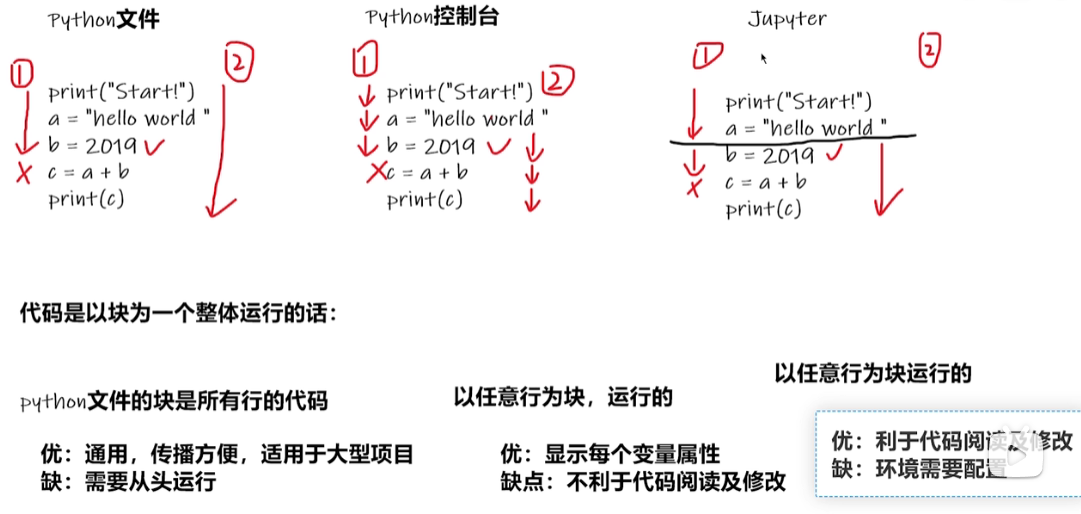 Python文件
① ②
print("Start!")
a = "hello world "
b = 2019
c = a + b
print(c)
Python控制台
① ②
print("Start!")
a = "hello world "
b = 2019
c = a + b
print(c)
Jupyter
① ②
print("Start!")
a = "hello world "
b = 2019
c = a + b
print(c)
代码是以块为一个整体运行的话：
python文件的块是所有行的代码
优：通用，传播方便，适用于大型项目
缺：需要从头运行
以任意行为块，运行的
优：显示每个变量属性
缺点：不利于代码阅读及修改
以任意行为块运行的
优：利于代码阅读及修改
缺：环境需要配置